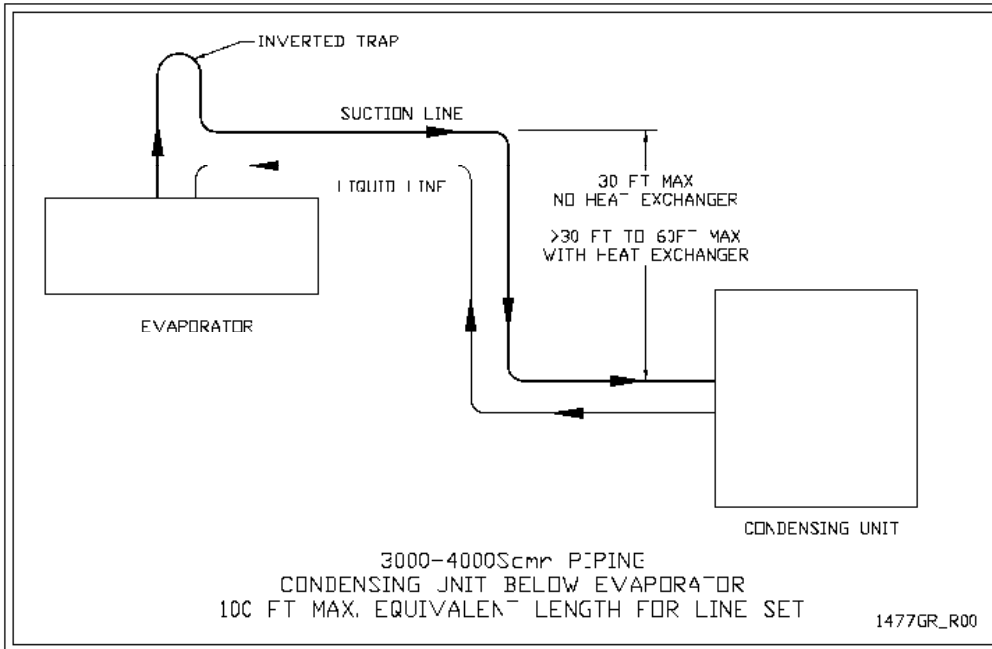 INVERTED TRAP
SUCTION LINE
LIQUID LINE
30 FT MAX
NO HEAT EXCHANGER
>30 FT TO 60FT MAX
WITH HEAT EXCHANGER
EVAPORATOR
CONDENSING UNIT
3000-4000Scmr PIPING
CONDENSING UNIT BELOW EVAPORATOR
100 FT MAX. EQUIVALENT LENGTH FOR LINE SET
1477GR_R00